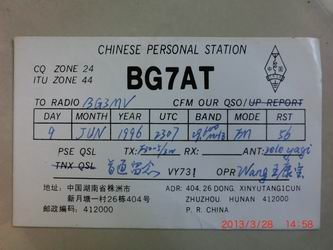 CHINESE PERSONAL STATION
CQ ZONE 24
ITU ZONE 44
BG7AT
TO RADIO BG3MV CFM OUR QSO/UP REPORT
DAY MONTH YEAR UTC BAND MODE RST
9 JUN 1996 2307 FM
PSE QSL TX: RX: ANT: yagi
TNX QSL VY73! OPR Wang
地址:中国湖南省株洲市
新月塘一村26栋404号
邮政编码:412000
ADR: 404.26 DONG. XINYUTANG1CUN
ZHUZHOU. HUNAN 412000
P. R. CHINA
2013/3/28 14:58